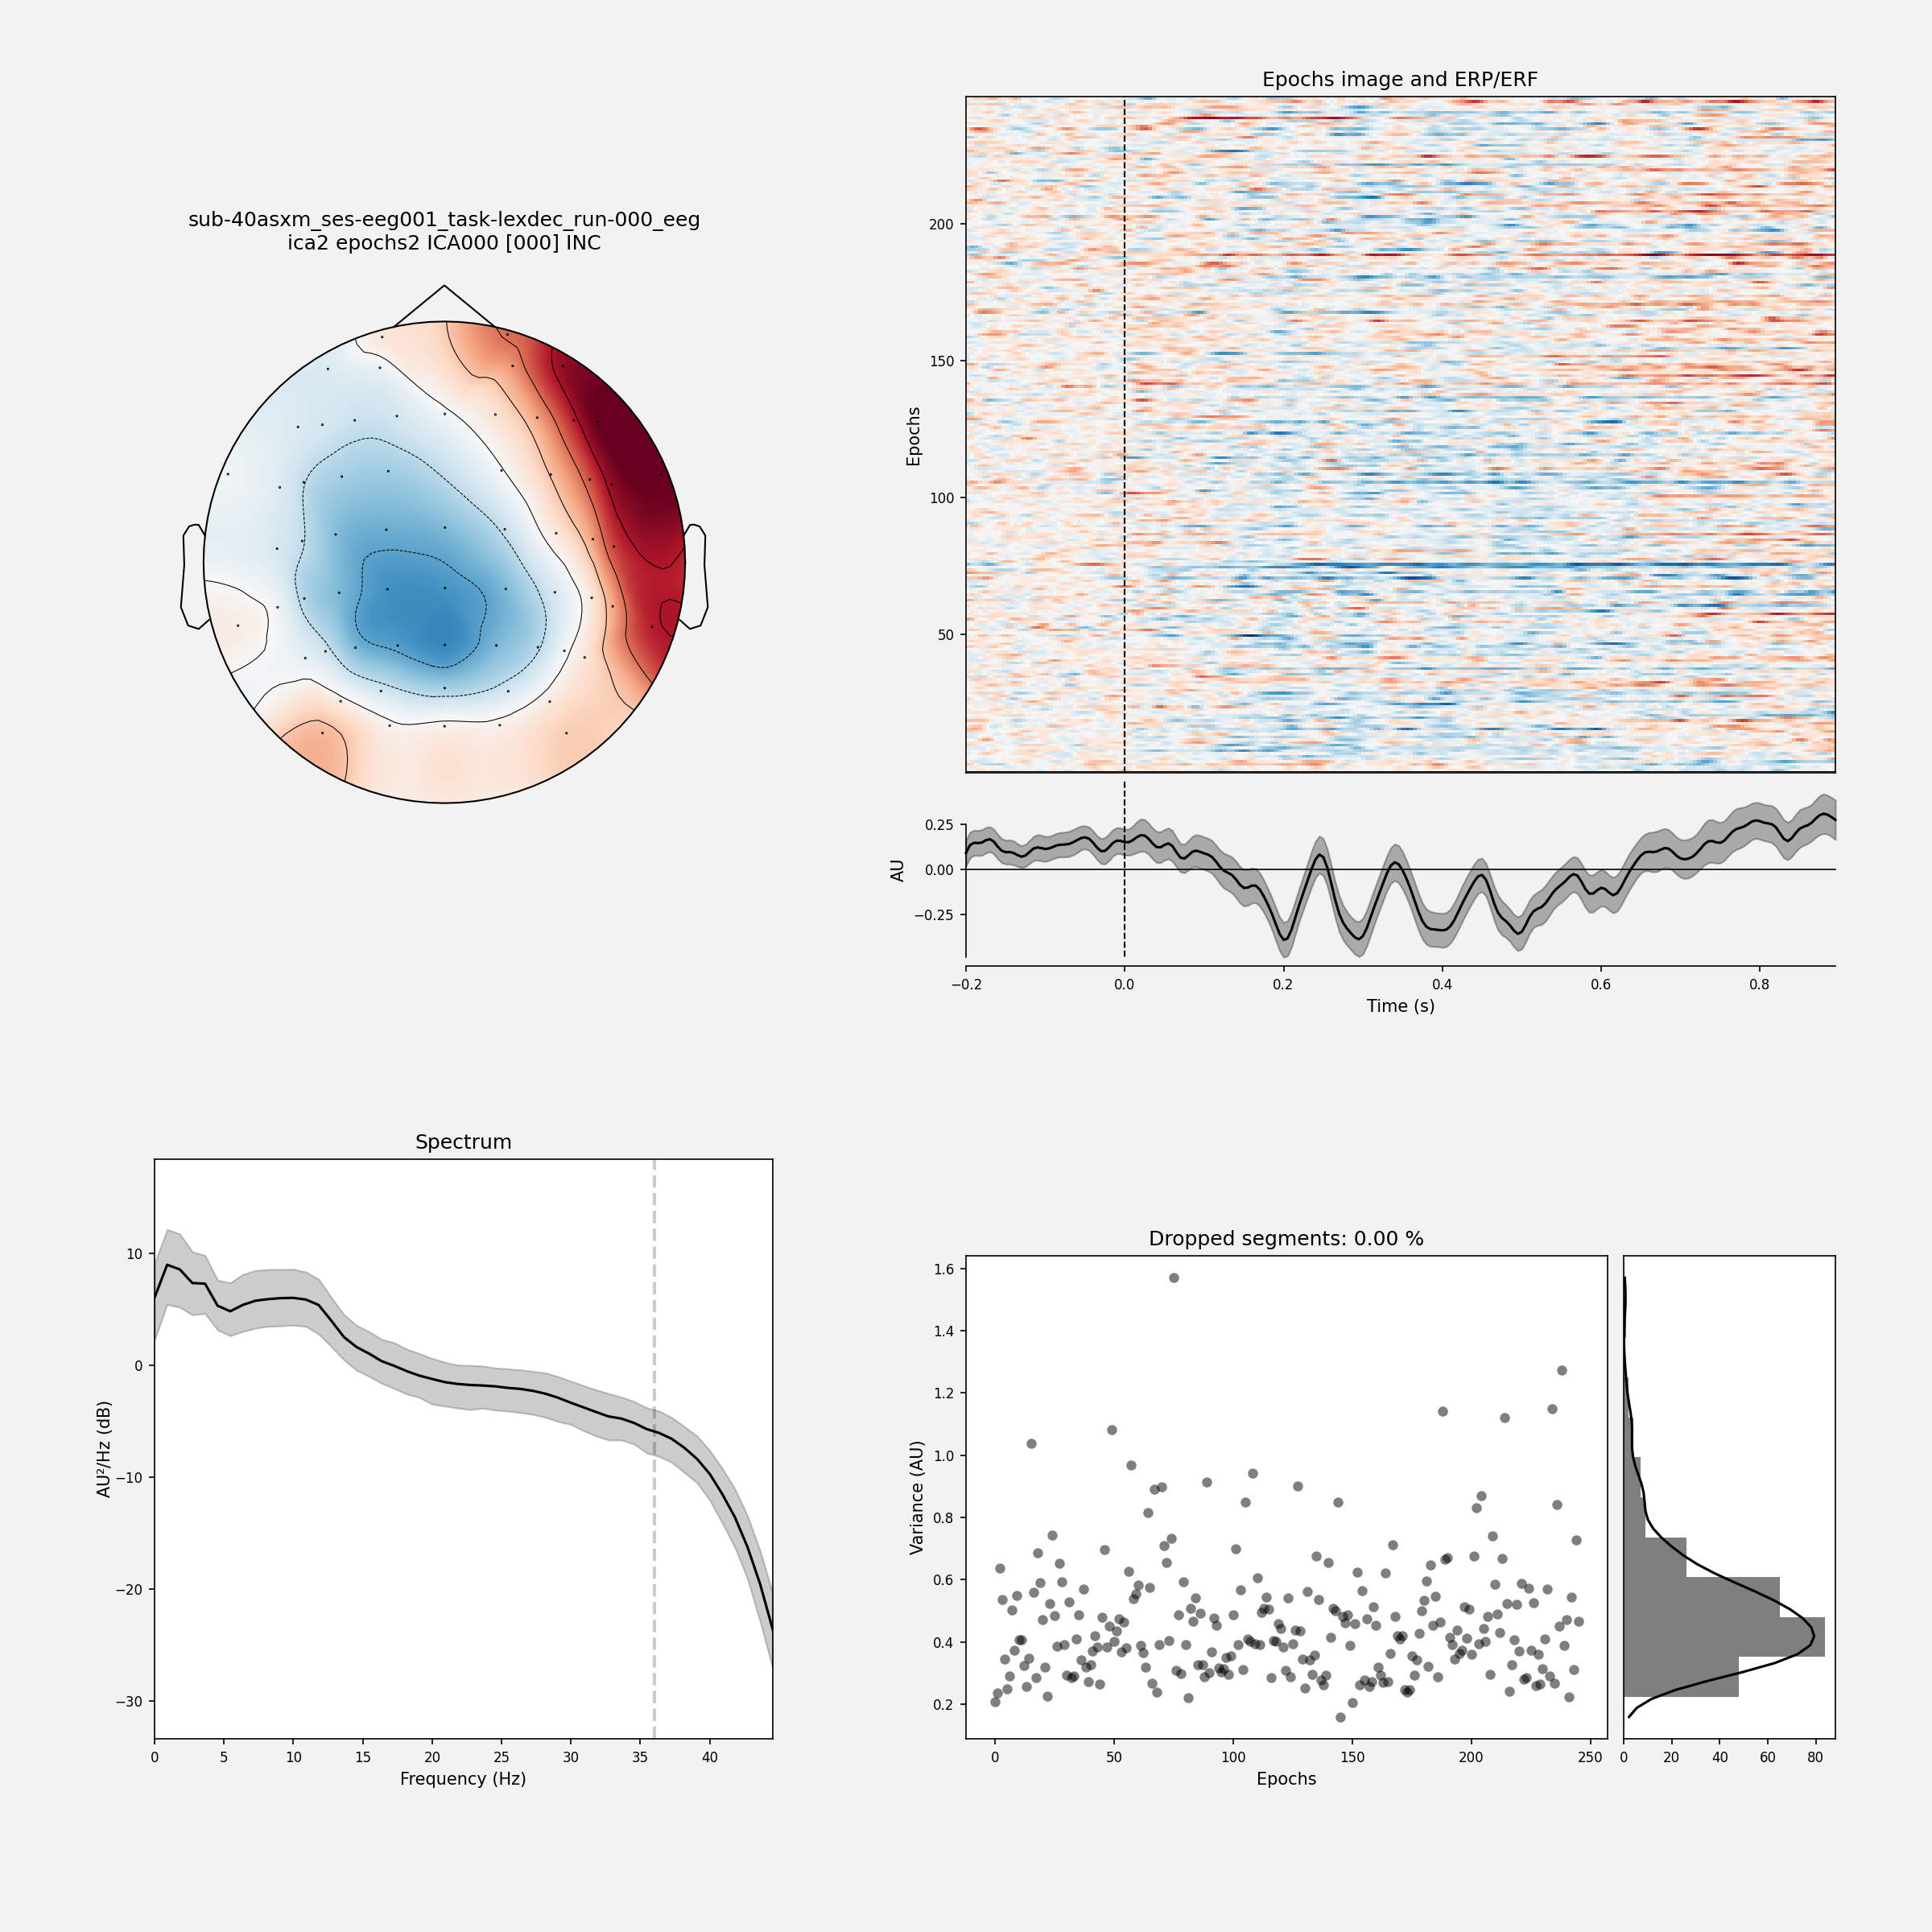 sub-40asxm_ses-eeg001_task-lexdec_run-000_eeg
ica2 epochs2 ICA000 [000] INC
Epochs image and ERP/ERF
Epochs
200
150
100
50
AU
0.25
0.00
−0.25
−0.2 0.0 0.2 0.4 0.6 0.8
Time (s)
Spectrum
AU²/Hz (dB)
10
0
−10
−20
−30
0 5 10 15 20 25 30 35 40
Frequency (Hz)
Dropped segments: 0.00 %
Variance (AU)
1.6
1.4
1.2
1.0
0.8
0.6
0.4
0.2
0 50 100 150 200 250
Epochs
0 20 40 60 80